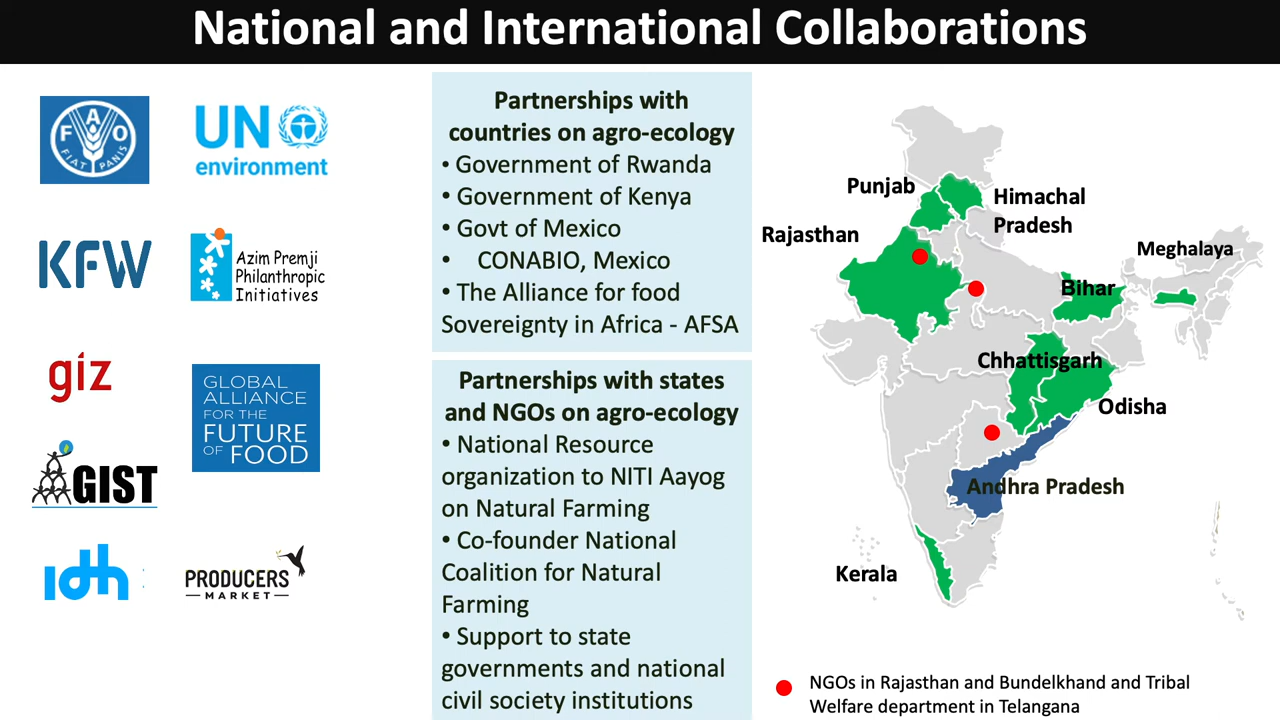 National and International Collaborations
F A O
FIAT PANIS
UN
environment
KFW
Azim Premji
Philanthropic
Initiatives
giz
GLOBAL
ALLIANCE
FOR THE
FUTURE
OF FOOD
GIST
idh
PRODUCERS
MARKET
Partnerships with
countries on agro-ecology
• Government of Rwanda
• Government of Kenya
• Govt of Mexico
• CONABIO, Mexico
• The Alliance for food
Sovereignty in Africa - AFSA
Partnerships with states
and NGOs on agro-ecology
• National Resource
organization to NITI Aayog
on Natural Farming
• Co-founder National
Coalition for Natural
Farming
• Support to state
governments and national
civil society institutions
Punjab
Himachal
Pradesh
Rajasthan
Meghalaya
Bihar
Chhattisgarh
Odisha
Andhra Pradesh
Kerala
NGOs in Rajasthan and Bundelkhand and Tribal
Welfare department in Telangana